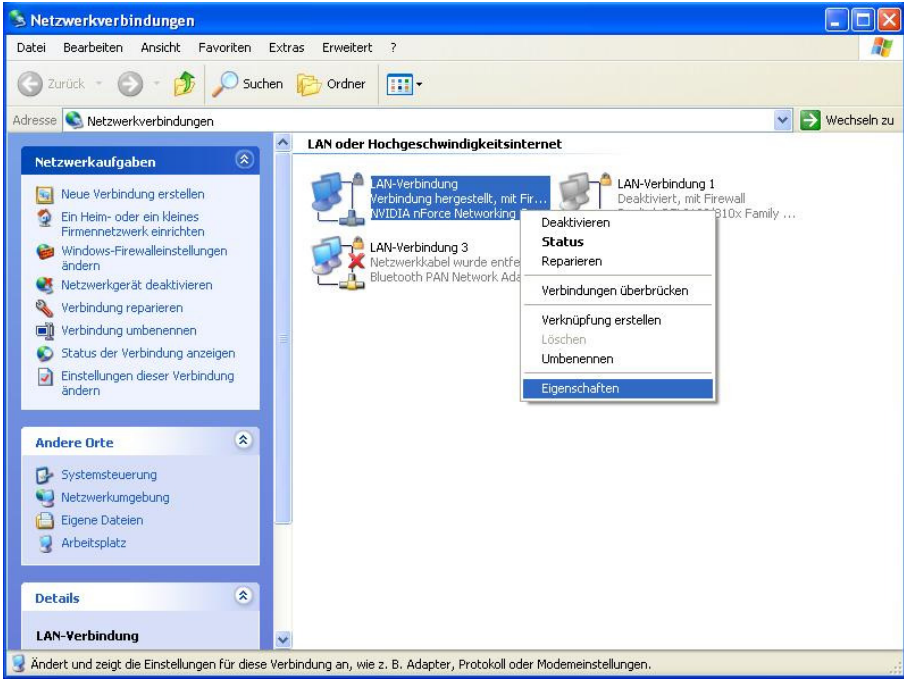 Netzwerkverbindungen
Datei Bearbeiten Ansicht Favoriten Extras Erweitert ?
Zurück Suchen Ordner
Adresse Netzwerkverbindungen Wechseln zu
Netzwerkaufgaben
Neue Verbindung erstellen
Ein Heim- oder ein kleines
Firmennetzwerk einrichten
Windows-Firewalleinstellungen
ändern
Netzwerkgerät deaktivieren
Verbindung reparieren
Verbindung umbenennen
Status der Verbindung anzeigen
Einstellungen dieser Verbindung
ändern
Andere Orte
Systemsteuerung
Netzwerkumgebung
Eigene Dateien
Arbeitsplatz
Details
LAN-Verbindung
LAN oder Hochgeschwindigkeitsinternet
LAN-Verbindung
Verbindung hergestellt, mit Fir...
NVIDIA nForce Networking
LAN-Verbindung 1
Deaktiviert, mit Firewall
Family ...
LAN-Verbindung 3
Netzwerkkabel wurde
Bluetooth PAN Network
Deaktivieren
Status
Reparieren
Verbindungen überbrücken
Verknüpfung erstellen
Löschen
Umbenennen
Eigenschaften
Ändert und zeigt die Einstellungen für diese Verbindung an, wie z. B. Adapter, Protokoll oder Modemeinstellungen.